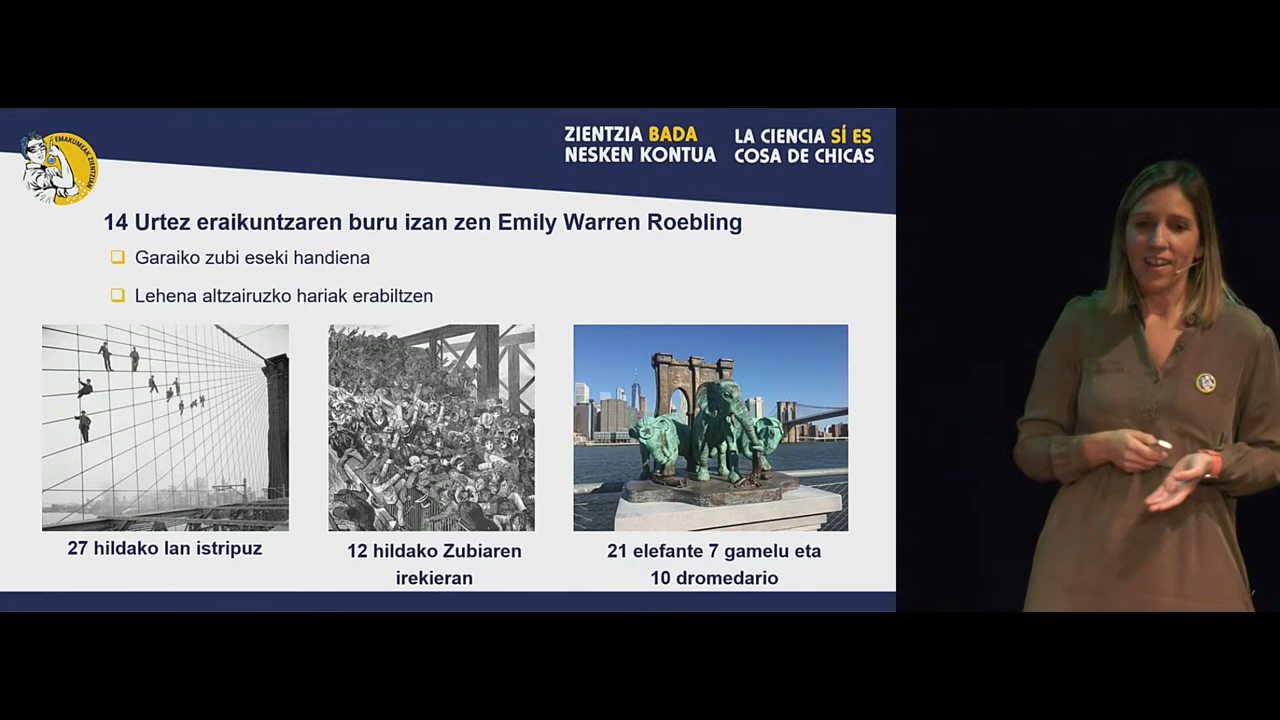 EMAKUMEAK ZIENTZIAN
ZIENTZIA BADA
NESKEN KONTUA
LA CIENCIA SÍ ES
COSA DE CHICAS
14 Urtez eraikuntzaren buru izan zen Emily Warren Roebling
Garaiko zubi eseki handiena
Lehena altzairuzko hariak erabiltzen
27 hildako lan istripuz
12 hildako Zubiaren
irekieran
21 elefante 7 gamelu eta
10 dromedario